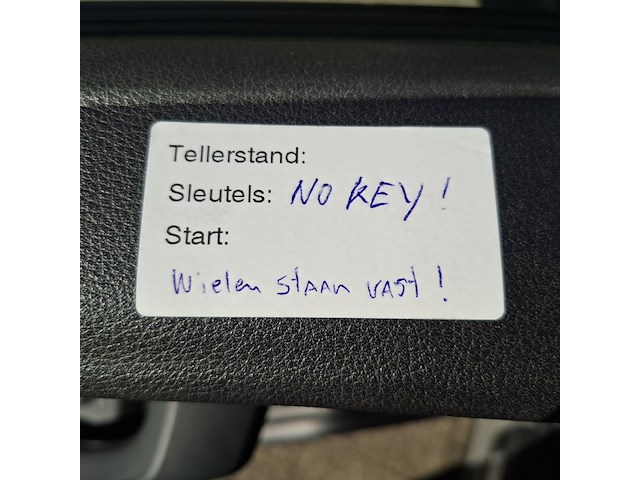 Tellerstand:
Sleutels: NO KEY!
Start:
Wielen staan vast!